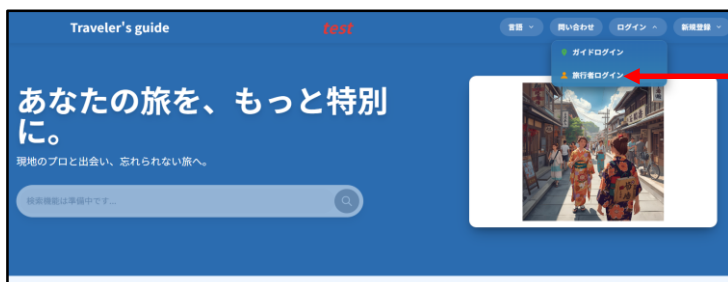 Traveler's guide
test
言語
問い合わせ
ログイン
新規登録
ガイドログイン
旅行者ログイン
あなたの旅を、もっと特別
に。
現地のプロと出会い、忘れられない旅へ。
検索機能は準備中です...